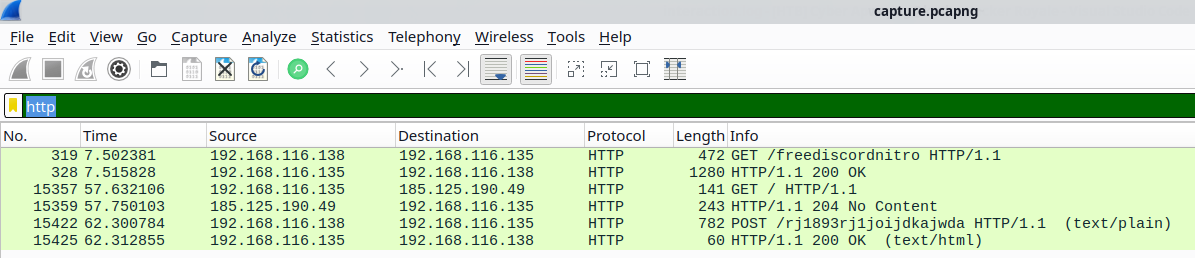 capture.pcapng
File Edit View Go Capture Analyze Statistics Telephony Wireless Tools Help
http
No. Time Source Destination Protocol Length Info
319 7.502381 192.168.116.138 192.168.116.135 HTTP 472 GET /freediscordnitro HTTP/1.1
328 7.515828 192.168.116.135 192.168.116.138 HTTP 1280 HTTP/1.1 200 OK
15357 57.632106 192.168.116.135 185.125.190.49 HTTP 141 GET / HTTP/1.1
15359 57.750103 185.125.190.49 192.168.116.135 HTTP 243 HTTP/1.1 204 No Content
15422 62.300784 192.168.116.138 192.168.116.135 HTTP 782 POST /rj1893rj1joijdkajwda HTTP/1.1 (text/plain)
15425 62.312855 192.168.116.135 192.168.116.138 HTTP 60 HTTP/1.1 200 OK (text/html)